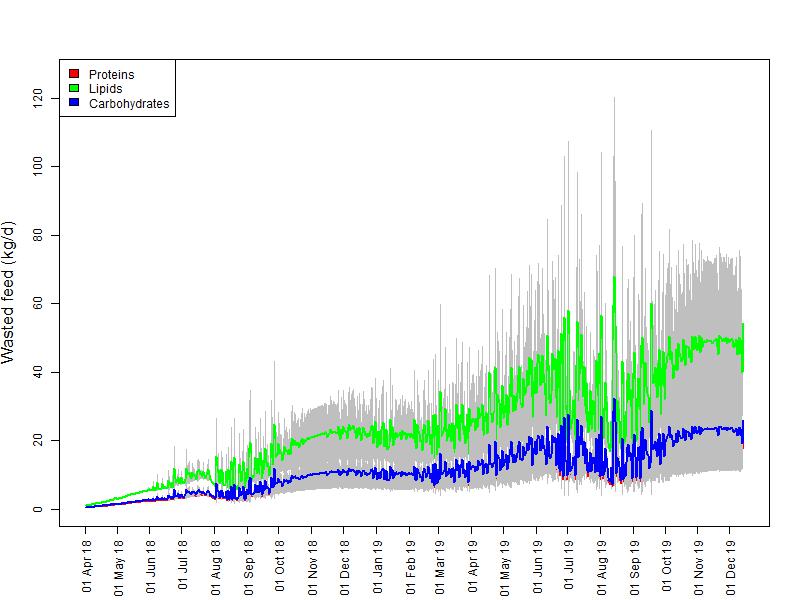 Proteins
Lipids
Carbohydrates
Wasted feed (kg/d)
120
100
80
60
40
20
0
01 Apr 18
01 May 18
01 Jun 18
01 Jul 18
01 Aug 18
01 Sep 18
01 Oct 18
01 Nov 18
01 Dec 18
01 Jan 19
01 Feb 19
01 Mar 19
01 Apr 19
01 May 19
01 Jun 19
01 Jul 19
01 Aug 19
01 Sep 19
01 Oct 19
01 Nov 19
01 Dec 19